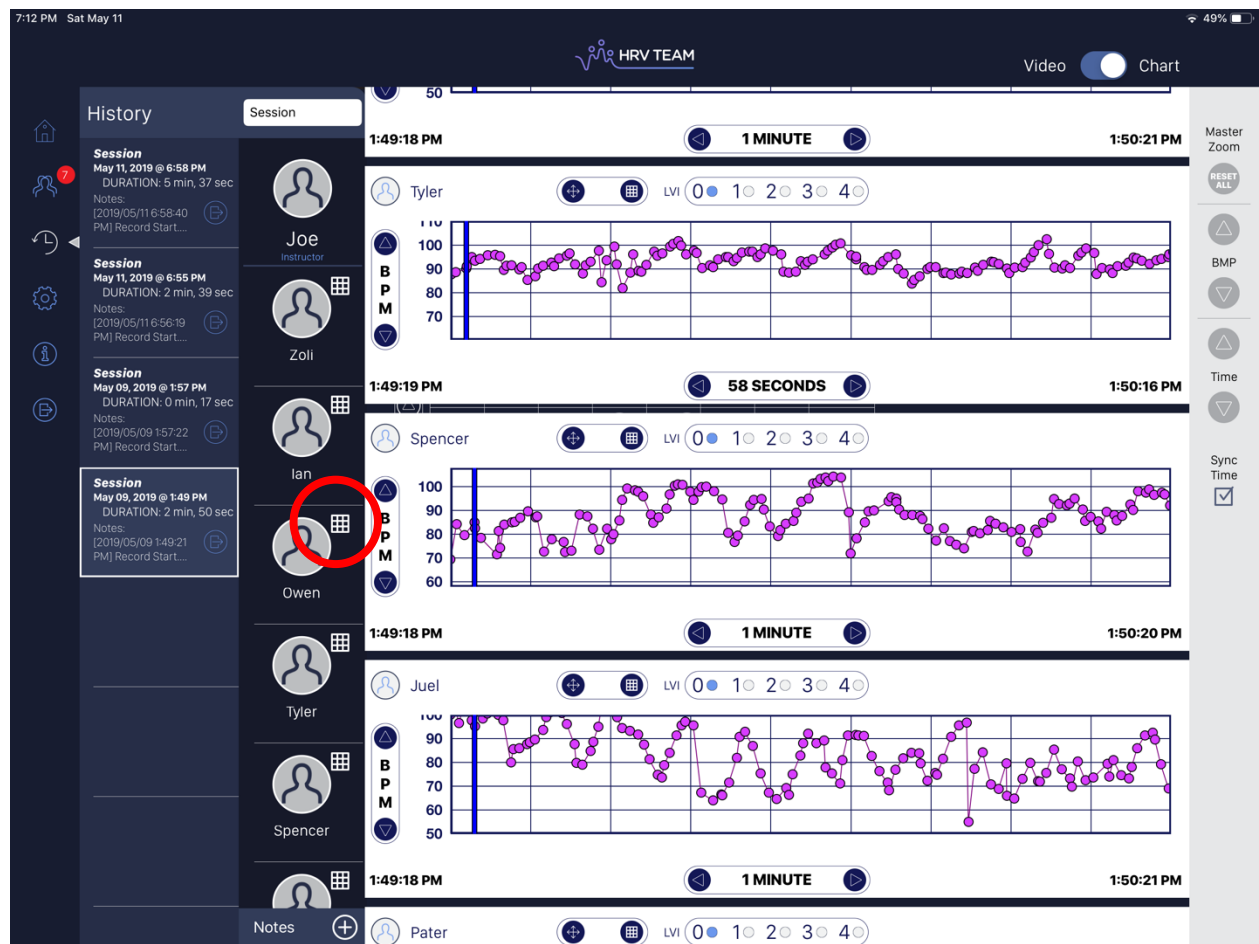 7:12 PM Sat May 11
49%
HRV TEAM
Video Chart
History
Session
7
Session
May 11, 2019 @ 6:58 PM
DURATION: 5 min, 37 sec
Notes:
[2019/05/11 6:58:40
PM] Record Start....
Session
May 11, 2019 @ 6:55 PM
DURATION: 2 min, 39 sec
Notes:
[2019/05/11 6:56:19
PM] Record Start....
Session
May 09, 2019 @ 1:57 PM
DURATION: 0 min, 17 sec
Notes:
[2019/05/09 1:57:22
PM] Record Start....
Session
May 09, 2019 @ 1:49 PM
DURATION: 2 min, 50 sec
Notes:
[2019/05/09 1:49:21
PM] Record Start....
Joe
Instructor
Zoli
Ian
Owen
Tyler
Spencer
Notes
50
1:49:18 PM 1 MINUTE 1:50:21 PM
Tyler LVI 0 1 2 3 4
BPM
110
100
90
80
70
1:49:19 PM 58 SECONDS 1:50:16 PM
Spencer LVI 0 1 2 3 4
BPM
100
90
80
70
60
1:49:18 PM 1 MINUTE 1:50:20 PM
Juel LVI 0 1 2 3 4
BPM
100
90
80
70
60
50
1:49:18 PM 1 MINUTE 1:50:21 PM
Pater LVI 0 1 2 3 4
Master
Zoom
RESET
ALL
BMP
Time
Sync
Time